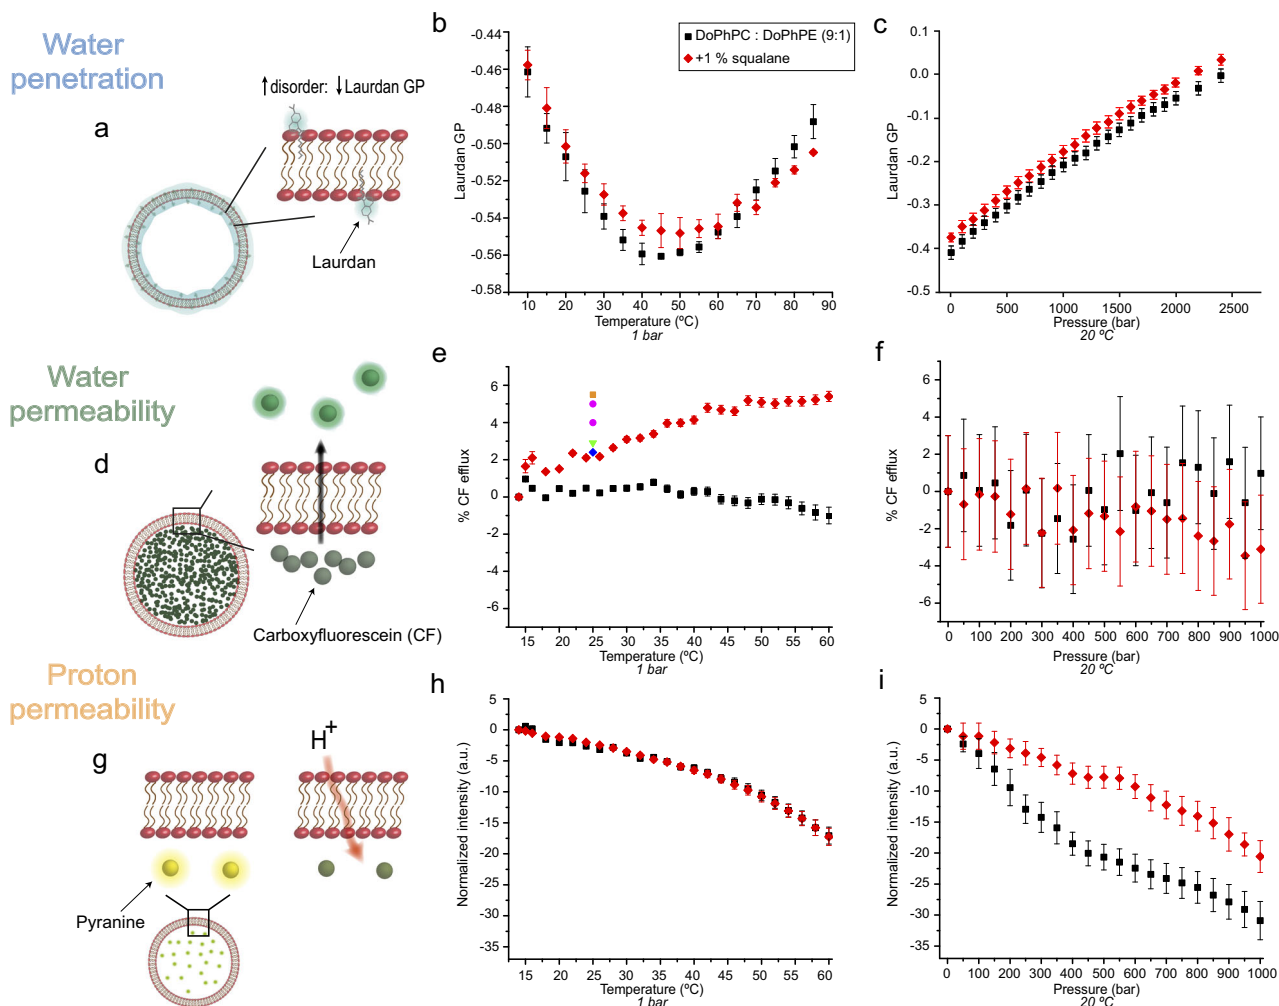 Water
penetration
a
↑disorder: ↓Laurdan GP
Laurdan
b
-0.44
-0.46
-0.48
-0.50
-0.52
-0.54
-0.56
-0.58
Laurdan GP
DoPhPC : DoPhPE (9:1)
+1 % squalane
10 20 30 40 50 60 70 80 90
Temperature (ºC)
1 bar
c
0.0
-0.1
-0.2
-0.3
-0.4
-0.5
Laurdan GP
0 500 1000 1500 2000 2500
Pressure (bar)
20 ºC
Water
permeability
d
Carboxyfluorescein (CF)
e
6
4
2
0
-2
-4
-6
% CF efflux
15 20 25 30 35 40 45 50 55 60
Temperature (ºC)
1 bar
f
6
4
2
0
-2
-4
-6
% CF efflux
0 100 200 300 400 500 600 700 800 900 1000
Pressure (bar)
20 ºC
Proton
permeability
g
H+
Pyranine
h
5
0
-5
-10
-15
-20
-25
-30
-35
Normalized intensity (a.u.)
15 20 25 30 35 40 45 50 55 60
Temperature (ºC)
1 bar
i
5
0
-5
-10
-15
-20
-25
-30
-35
Normalized intensity (a.u.)
0 100 200 300 400 500 600 700 800 900 1000
Pressure (bar)
20 ºC